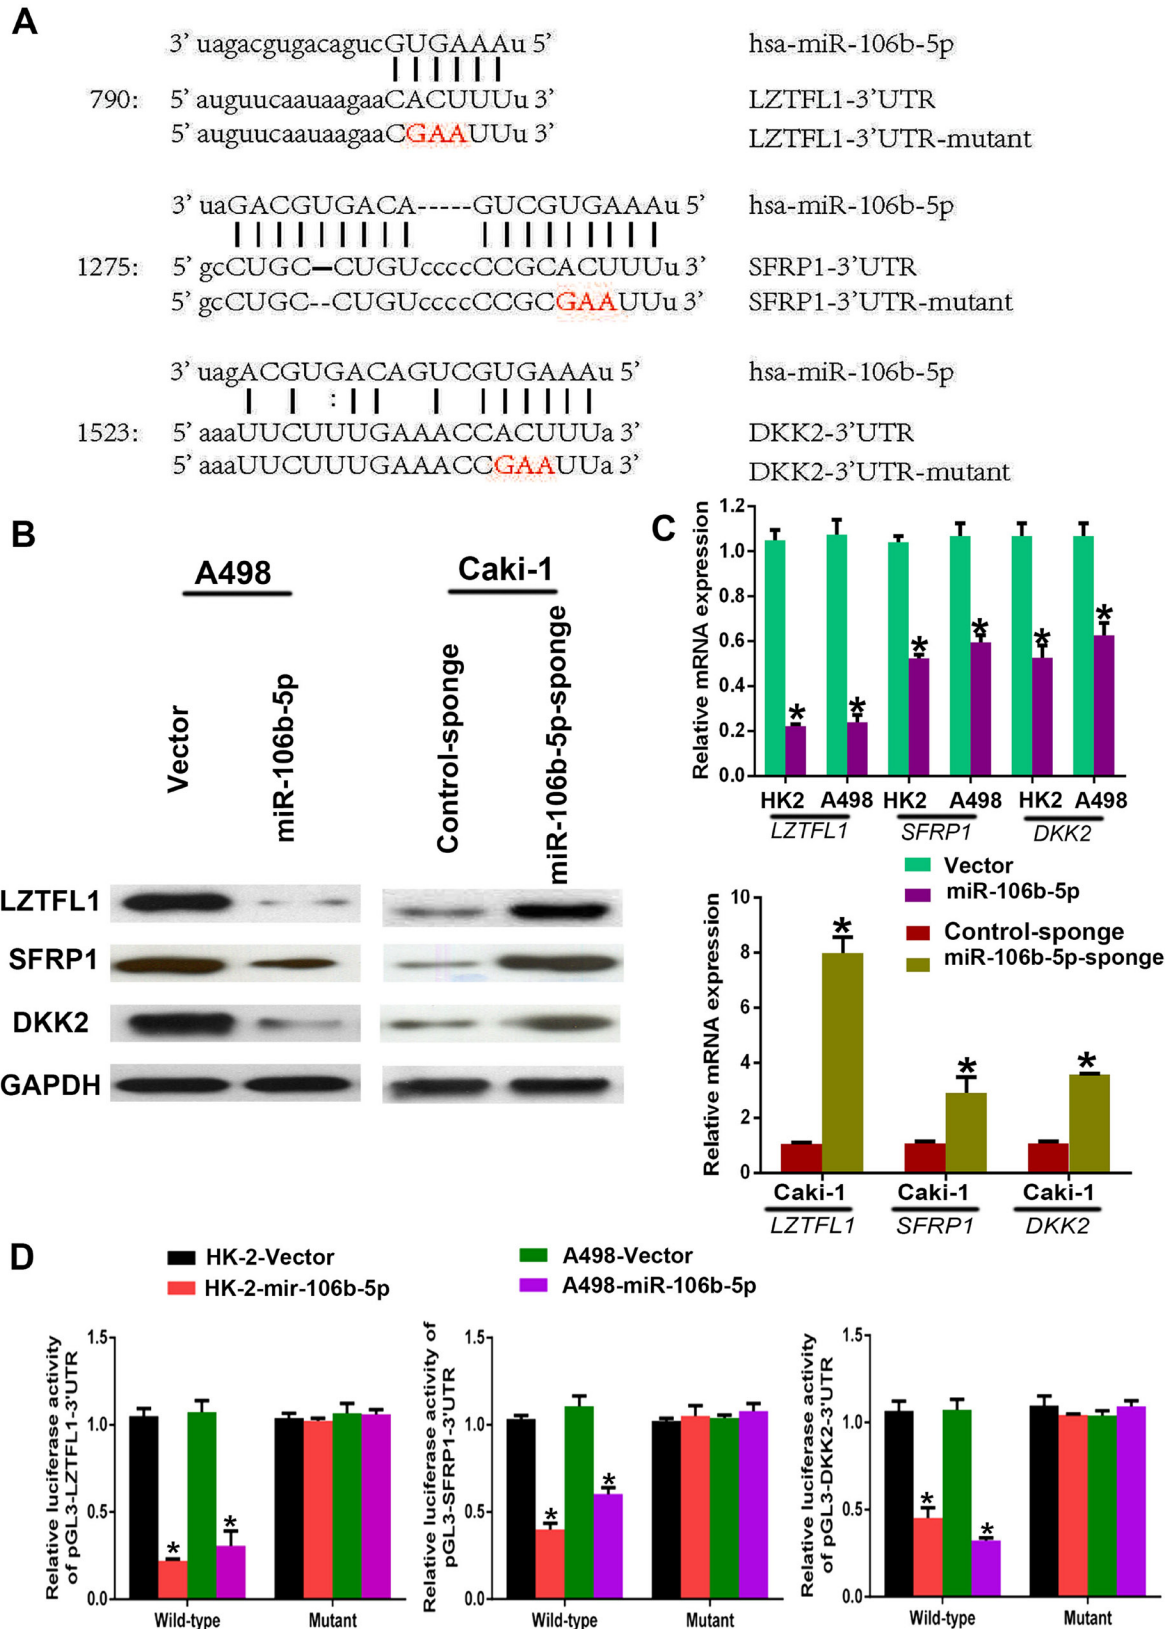 A
3' uagacgugacagucGUGAAAu 5' hsa-miR-106b-5p
790: 5' auguucaauaagaaCACUUUu 3' LZTFL1-3'UTR
5' auguucaauaagaaCGAAUUu 3' LZTFL1-3'UTR-mutant
3' uaGACGUGACA-----GUCGUGAAAu 5' hsa-miR-106b-5p
1275: 5' gcCUGC–CUGUccccCCGCACUUUu 3' SFRP1-3'UTR
5' gcCUGC--CUGUccccCCGCGAAUUu 3' SFRP1-3'UTR-mutant
3' uagACGUGACAGUCGUGAAAu 5' hsa-miR-106b-5p
1523: 5' aaaUUCUUUGAAACCACUUUa 3' DKK2-3'UTR
5' aaaUUCUUUGAAACCGAAUUa 3' DKK2-3'UTR-mutant
B
A498
Caki-1
Vector
miR-106b-5p
Control-sponge
miR-106b-5p-sponge
LZTFL1
SFRP1
DKK2
GAPDH
C
Relative mRNA expression
1.2
1.0
0.8
0.6
0.4
0.2
0.0
* * * * * *
HK2 A498 HK2 A498 HK2 A498
LZTFL1 SFRP1 DKK2
Vector
miR-106b-5p
Control-sponge
miR-106b-5p-sponge
Relative mRNA expression
10
8
6
4
2
0
* * *
Caki-1 Caki-1 Caki-1
LZTFL1 SFRP1 DKK2
D
HK-2-Vector A498-Vector
HK-2-mir-106b-5p A498-miR-106b-5p
Relative luciferase activity
of pGL3-LZTFL1-3'UTR
1.5
1.0
0.5
0.0
* *
Wild-type Mutant
Relative luciferase activity of
pGL3-SFRP1-3'UTR
1.5
1.0
0.5
0.0
* *
Wild-type Mutant
Relative luciferase activity
of pGL3-DKK2-3'UTR
1.5
1.0
0.5
0.0
* *
Wild-type Mutant